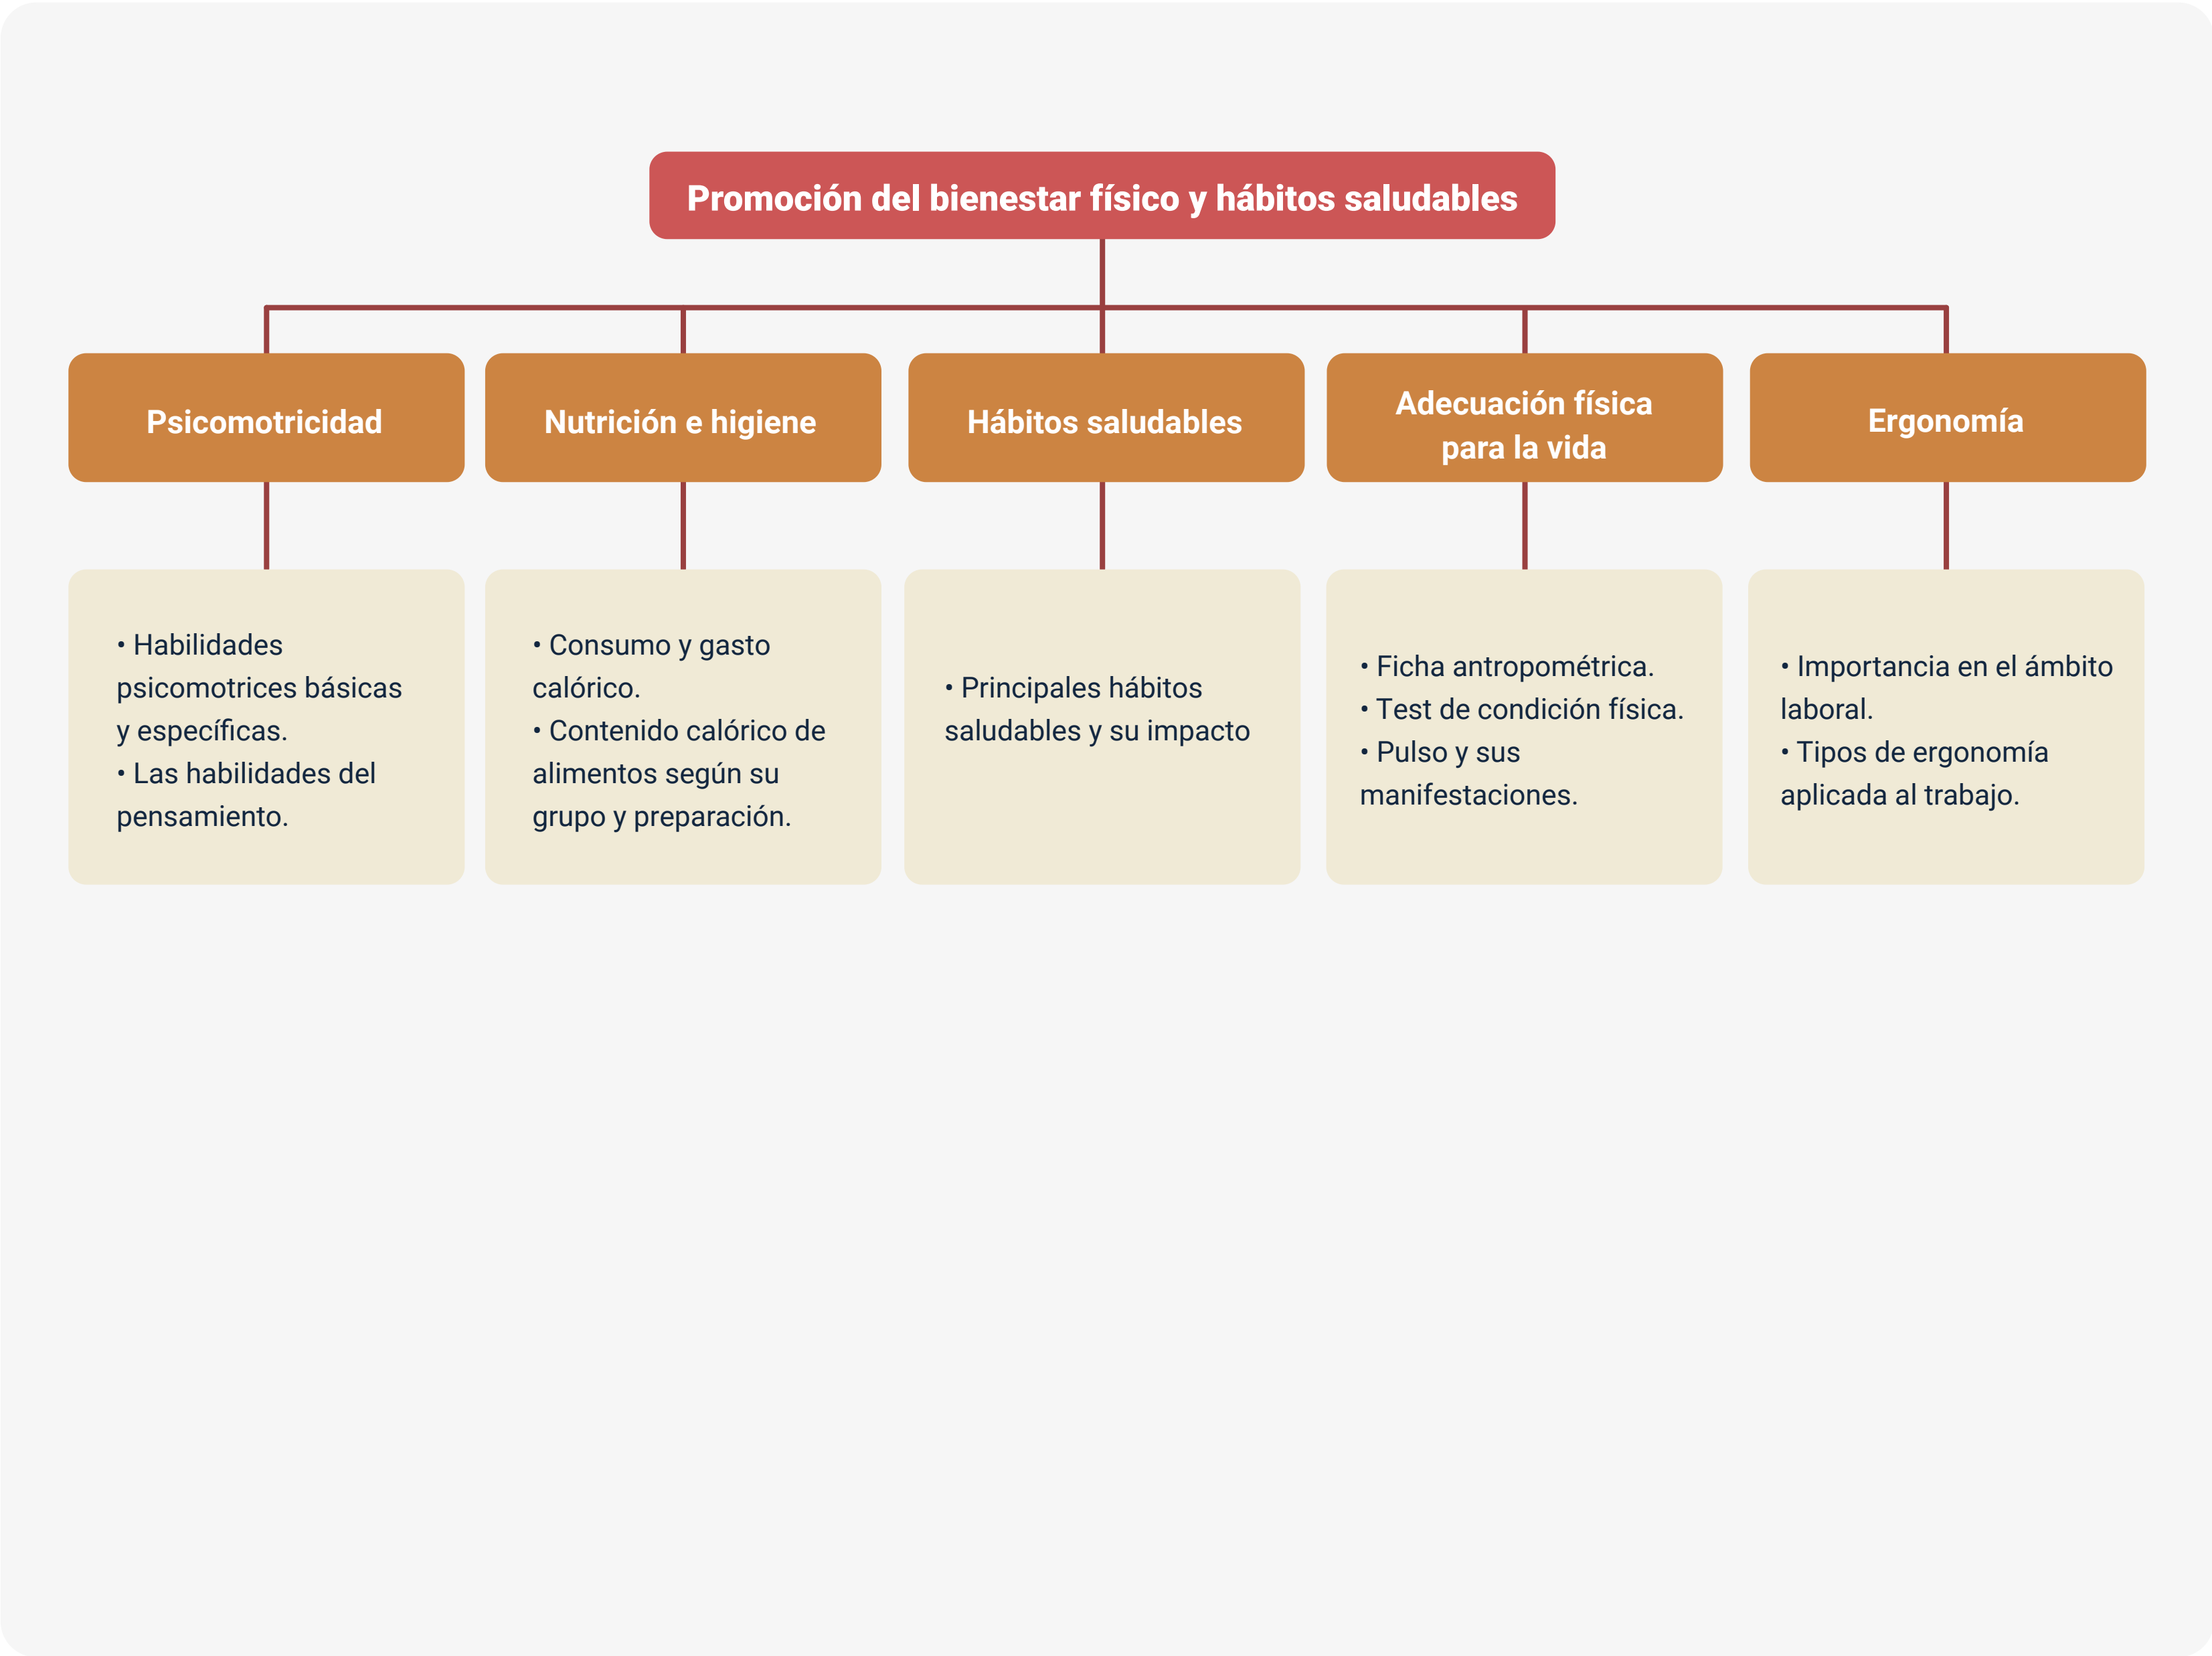 Promoción del bienestar físico y hábitos saludables
Psicomotricidad
Nutrición e higiene
Hábitos saludables
Adecuación física
para la vida
Ergonomía
• Habilidades
psicomotrices básicas
y específicas.
• Las habilidades del
pensamiento.
• Consumo y gasto
calórico.
• Contenido calórico de
alimentos según su
grupo y preparación.
• Principales hábitos
saludables y su impacto
• Ficha antropométrica.
• Test de condición física.
• Pulso y sus
manifestaciones.
• Importancia en el ámbito
laboral.
• Tipos de ergonomía
aplicada al trabajo.